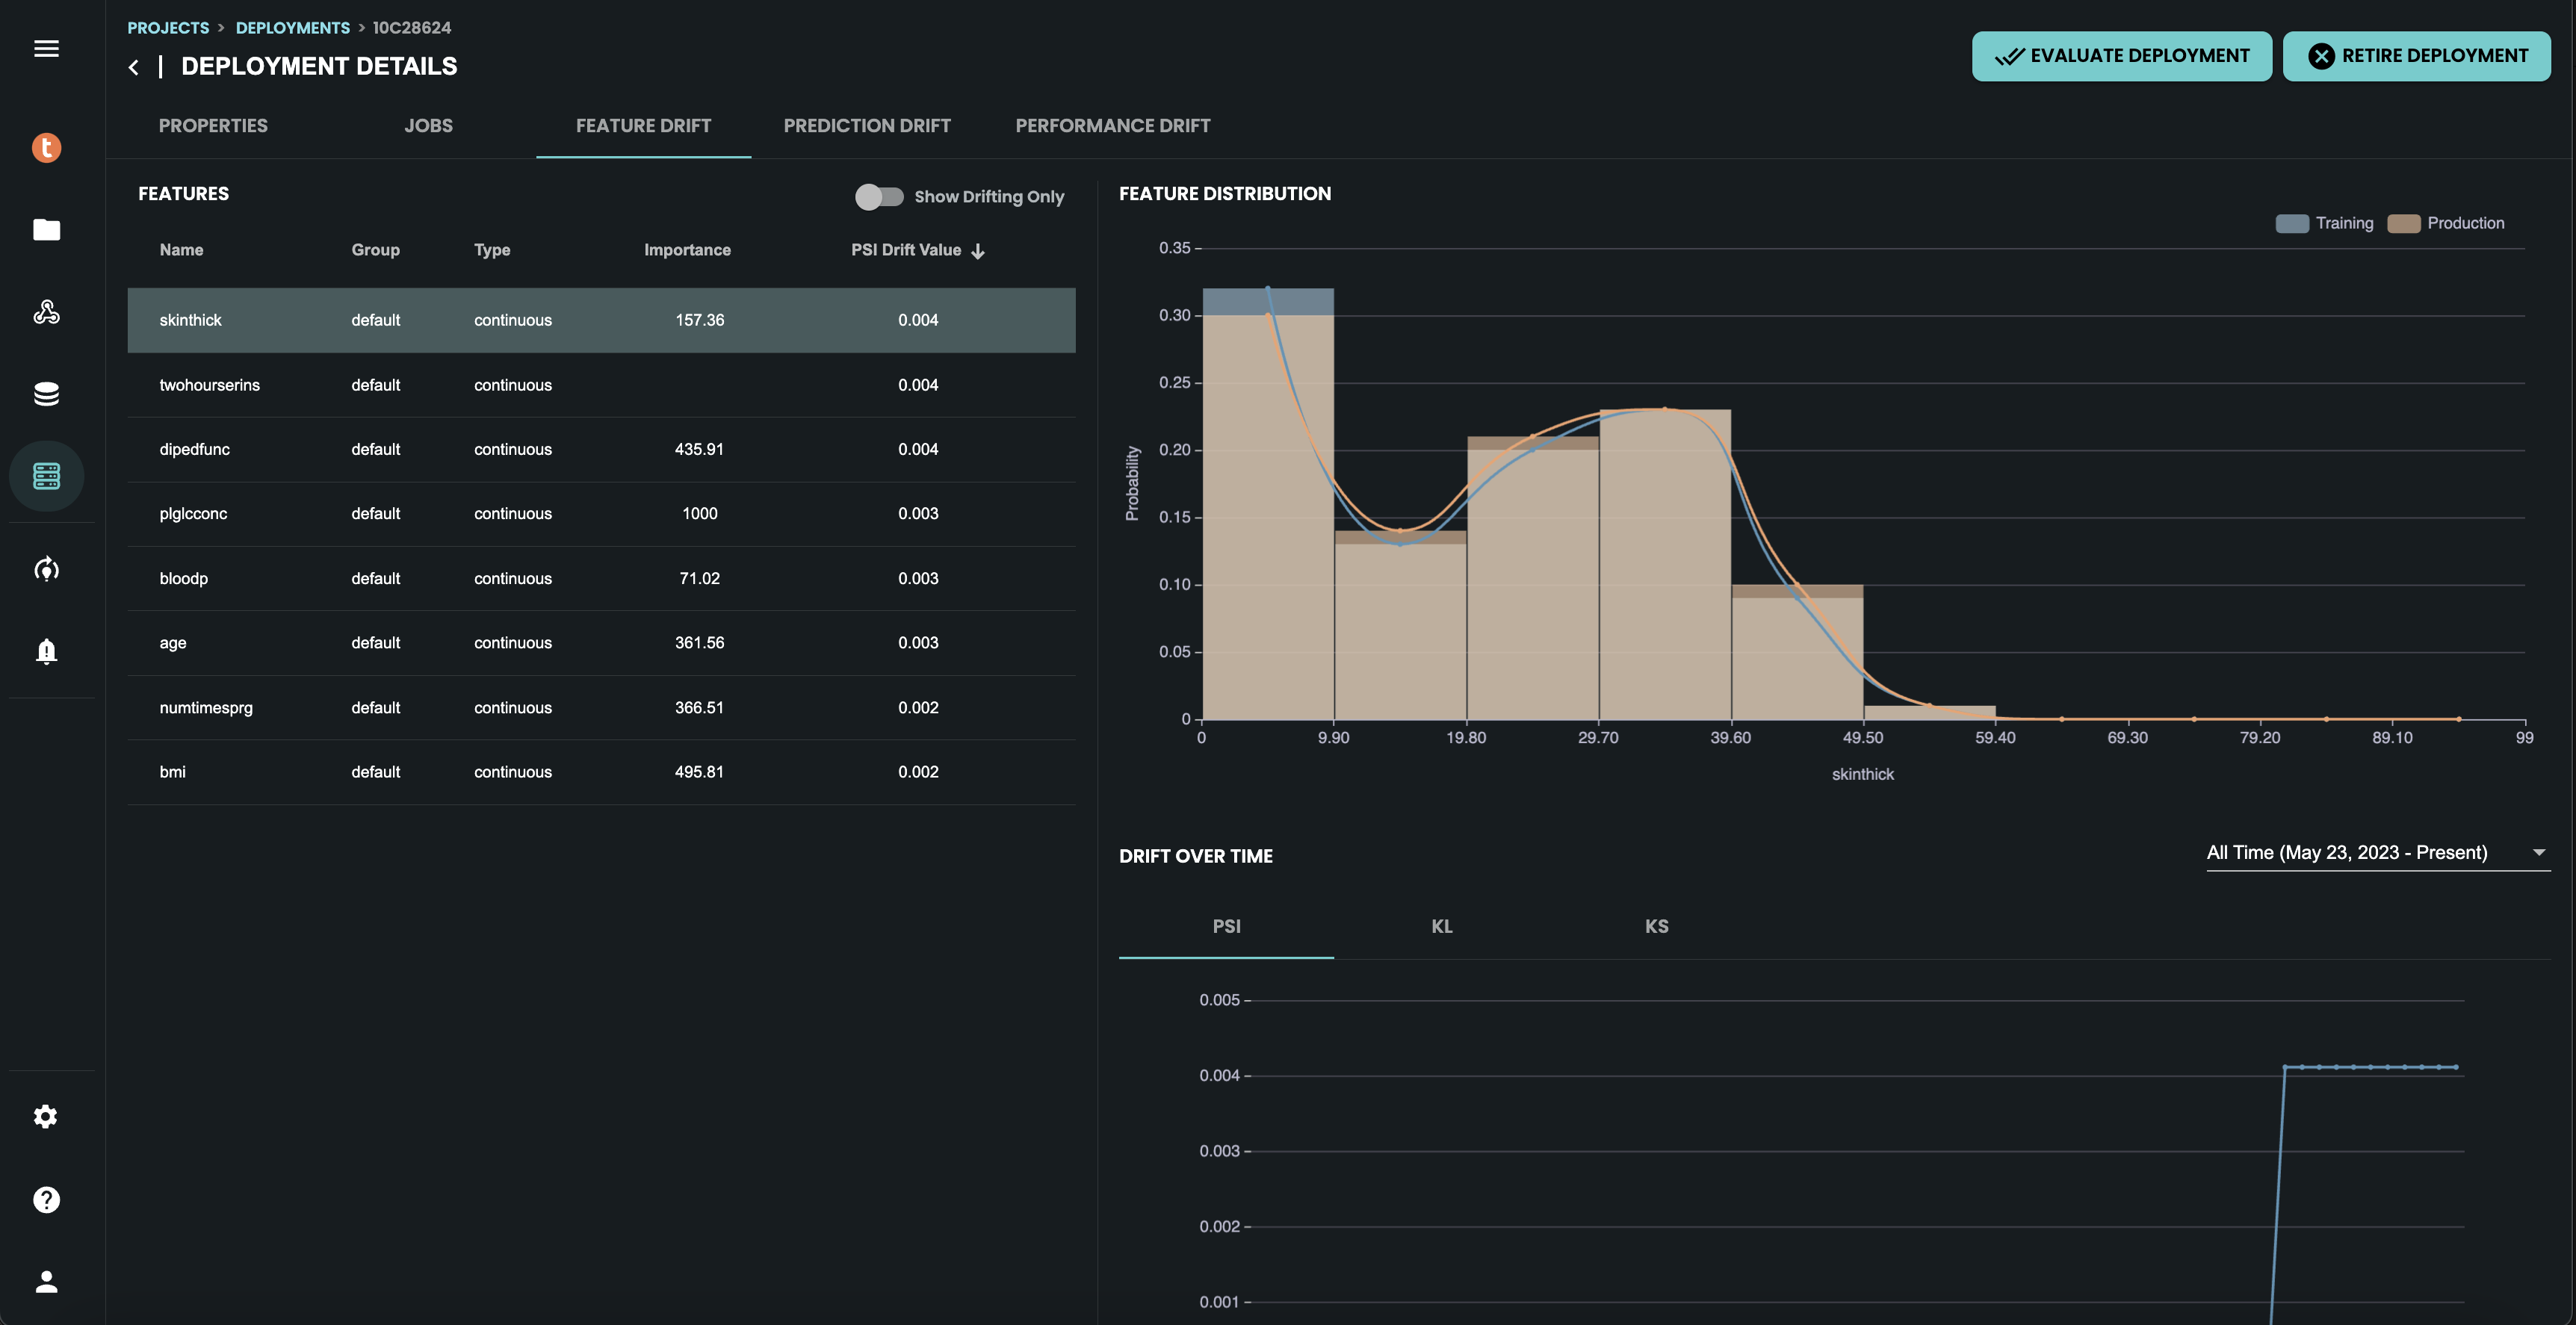 PROJECTS > DEPLOYMENTS > 10C28624
DEPLOYMENT DETAILS
EVALUATE DEPLOYMENT
RETIRE DEPLOYMENT
PROPERTIES JOBS FEATURE DRIFT PREDICTION DRIFT PERFORMANCE DRIFT
t
FEATURES
Show Drifting Only
Name Group Type Importance PSI Drift Value
skinthick default continuous 157.36 0.004
twohourserins default continuous 0.004
dipedfunc default continuous 435.91 0.004
plglcconc default continuous 1000 0.003
bloodp default continuous 71.02 0.003
age default continuous 361.56 0.003
numtimesprg default continuous 366.51 0.002
bmi default continuous 495.81 0.002
FEATURE DISTRIBUTION
Training Production
0.35
0.30
0.25
0.20
0.15
0.10
0.05
0
Probability
0 9.90 19.80 29.70 39.60 49.50 59.40 69.30 79.20 89.10 99
skinthick
DRIFT OVER TIME
All Time (May 23, 2023 - Present)
PSI KL KS
0.005
0.004
0.003
0.002
0.001